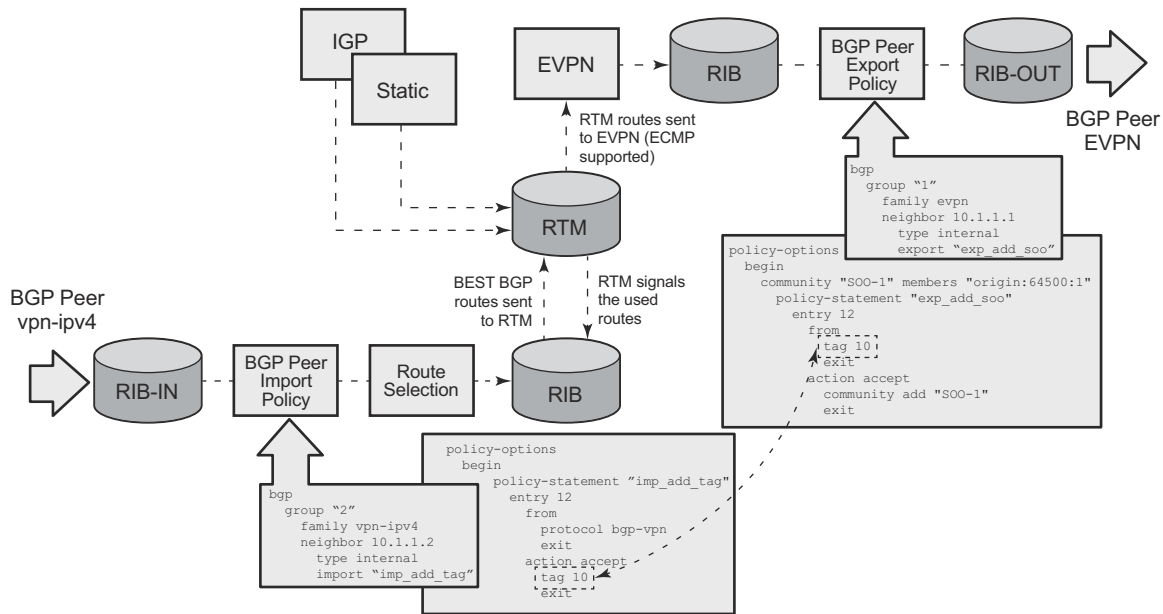 IGP
Static
EVPN
RIB
BGP Peer
Export
Policy
RIB-OUT
BGP Peer
EVPN
RTM routes sent
to EVPN (ECMP
supported)
RTM
BEST BGP
routes sent
to RTM
RTM signals
the used
routes
BGP Peer
vpn-ipv4
RIB-IN
BGP Peer
Import
Policy
Route
Selection
RIB
bgp
group “1”
family evpn
neighbor 10.1.1.1
type internal
export “exp_add_soo”
policy-options
begin
community "SOO-1" members "origin:64500:1"
policy-statement "exp_add_soo"
entry 12
from
tag 10
exit
action accept
community add "SOO-1"
exit
bgp
group “2”
family vpn-ipv4
neighbor 10.1.1.2
type internal
import “imp_add_tag”
policy-options
begin
policy-statement ”imp_add_tag"
entry 12
from
protocol bgp-vpn
exit
action accept
tag 10
exit